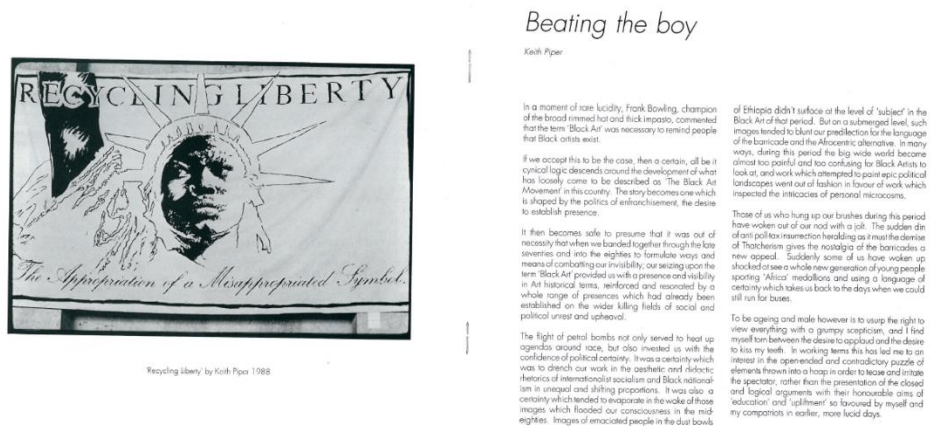 RECYCLING LIBERTY
The Appropriation of a Misappropriated Symbol.
'Recycling Liberty' by Keith Piper 1988
Beating the boy
Keith Piper
In a moment of rare lucidity, Frank Bowling, champion
of the broad rimmed hat and thick impasto, commented
that the term 'Black Art' was necessary to remind people
that Black artists exist.
If we accept this to be the case, then a certain, all be it
cynical logic descends around the development of what
has loosely come to be described as 'The Black Art
Movement' in this country. The story becomes one which
is shaped by the politics of enfranchisement, the desire
to establish presence.
It then becomes safe to presume that it was out of
necessity that when we banded together through the late
seventies and into the eighties to formulate ways and
means of combatting our invisibility; our seizing upon the
term 'Black Art' provided us with a presence and visibility
in Art historical terms, reinforced and resonated by a
whole range of presences which had already been
established on the wider killing fields of social and
political unrest and upheaval.
The flight of petrol bombs not only served to heat up
agendas around race, but also invested us with the
confidence of political certainty. It was a certainty which
was to drench our work in the aesthetic and didactic
rhetorics of internationalist socialism and Black national-
ism in unequal and shifting proportions. It was also a
certainty which tended to evaporate in the wake of those
images which flooded our consciousness in the mid-
eighties. Images of emaciated people in the dust bowls
of Ethiopia didn't surface at the level of 'subject' in the
Black Art of that period. But on a submerged level, such
images tended to blunt our predilection for the language
of the barricade and the Afrocentric alternative. In many
ways, during this period the big wide world became
almost too painful and too confusing for Black Artists to
look at, and work which attempted to paint epic political
landscapes went out of fashion in favour of work which
inspected the intricacies of personal microcosms.
Those of us who hung up our brushes during this period
have woken out of our nod with a jolt. The sudden din
of anti poll-tax insurrection heralding as it must the demise
of Thatcherism gives the nostalgia of the barricades a
new appeal. Suddenly some of us have woken up
shocked at see a whole new generation of young people
sporting 'Africa' medallions and using a language of
certainty which takes us back to the days when we could
still run for buses.
To be ageing and male however is to usurp the right to
view everything with a grumpy scepticism, and I find
myself torn between the desire to applaud and the desire
to kiss my teeth. In working terms this has led me to an
interest in the open-ended and contradictory puzzle of
elements thrown into a heap in order to tease and irritate
the spectator, rather than the presentation of the closed
and logical arguments with their honourable aims of
'education' and 'upliftment' so favoured by myself and
my compatriots in earlier, more lucid days.